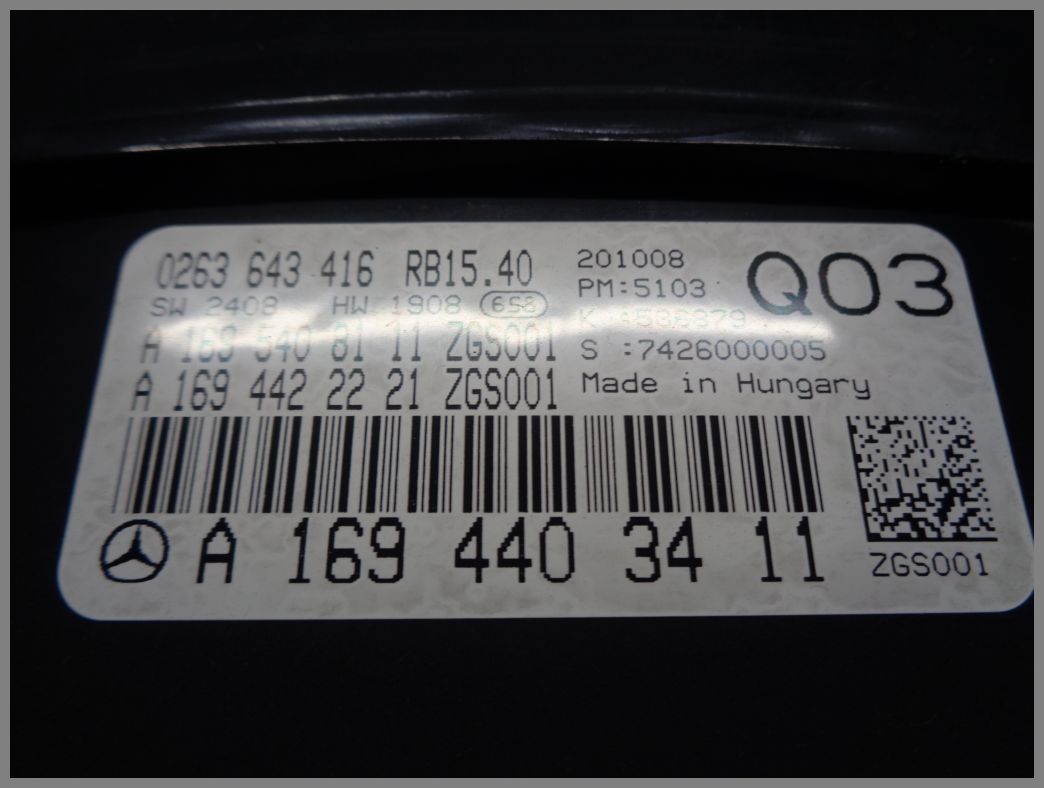 0263 643 416 RB15.40
SW 2408 HW 1908 658
A 169 540 81 11 ZGS001
A 169 442 22 21 ZGS001
201008
PM:5103
S :7426000005
Made in Hungary
Q03
A 169 440 34 11
ZGS001